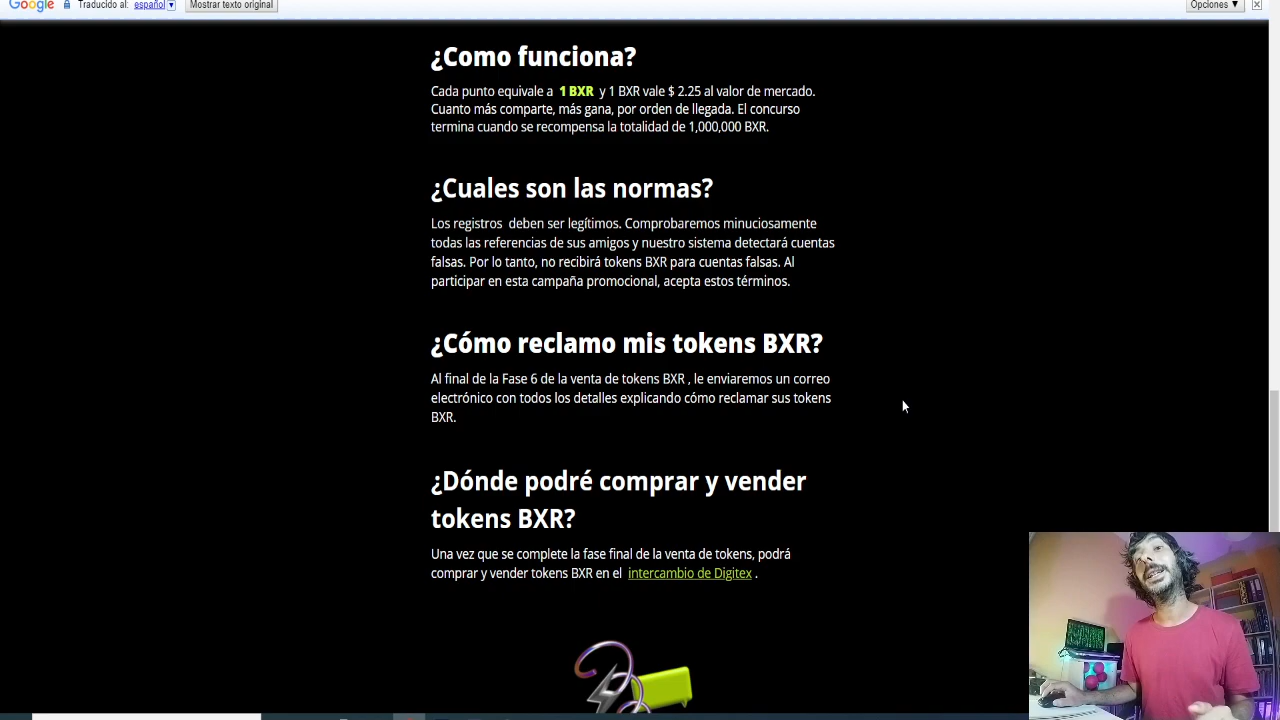 Google Traducido al: español Mostrar texto original Opciones ▼
¿Como funciona?
Cada punto equivale a 1 BXR y 1 BXR vale $ 2.25 al valor de mercado.
Cuanto más comparte, más gana, por orden de llegada. El concurso
termina cuando se recompensa la totalidad de 1,000,000 BXR.
¿Cuales son las normas?
Los registros deben ser legítimos. Comprobaremos minuciosamente
todas las referencias de sus amigos y nuestro sistema detectará cuentas
falsas. Por lo tanto, no recibirá tokens BXR para cuentas falsas. Al
participar en esta campaña promocional, acepta estos términos.
¿Cómo reclamo mis tokens BXR?
Al final de la Fase 6 de la venta de tokens BXR , le enviaremos un correo
electrónico con todos los detalles explicando cómo reclamar sus tokens
BXR.
¿Dónde podré comprar y vender
tokens BXR?
Una vez que se complete la fase final de la venta de tokens, podrá
comprar y vender tokens BXR en el intercambio de Digitex .